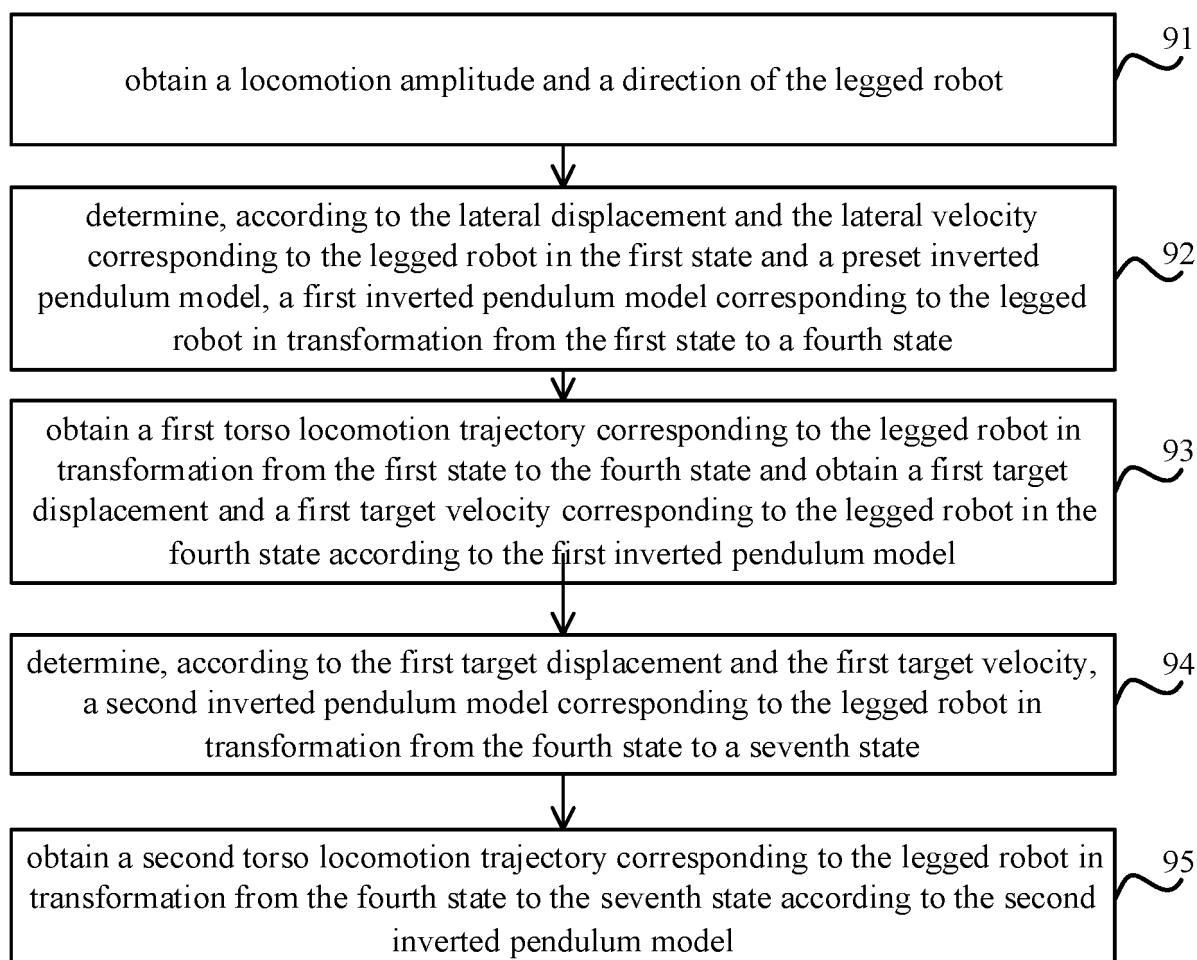 obtain a locomotion amplitude and a direction of the legged robot
91
determine, according to the lateral displacement and the lateral velocity
corresponding to the legged robot in the first state and a preset inverted
pendulum model, a first inverted pendulum model corresponding to the legged
robot in transformation from the first state to a fourth state
92
obtain a first torso locomotion trajectory corresponding to the legged robot in
transformation from the first state to the fourth state and obtain a first target
displacement and a first target velocity corresponding to the legged robot in the
fourth state according to the first inverted pendulum model
93
determine, according to the first target displacement and the first target velocity,
a second inverted pendulum model corresponding to the legged robot in
transformation from the fourth state to a seventh state
94
obtain a second torso locomotion trajectory corresponding to the legged robot in
transformation from the fourth state to the seventh state according to the second
inverted pendulum model
95